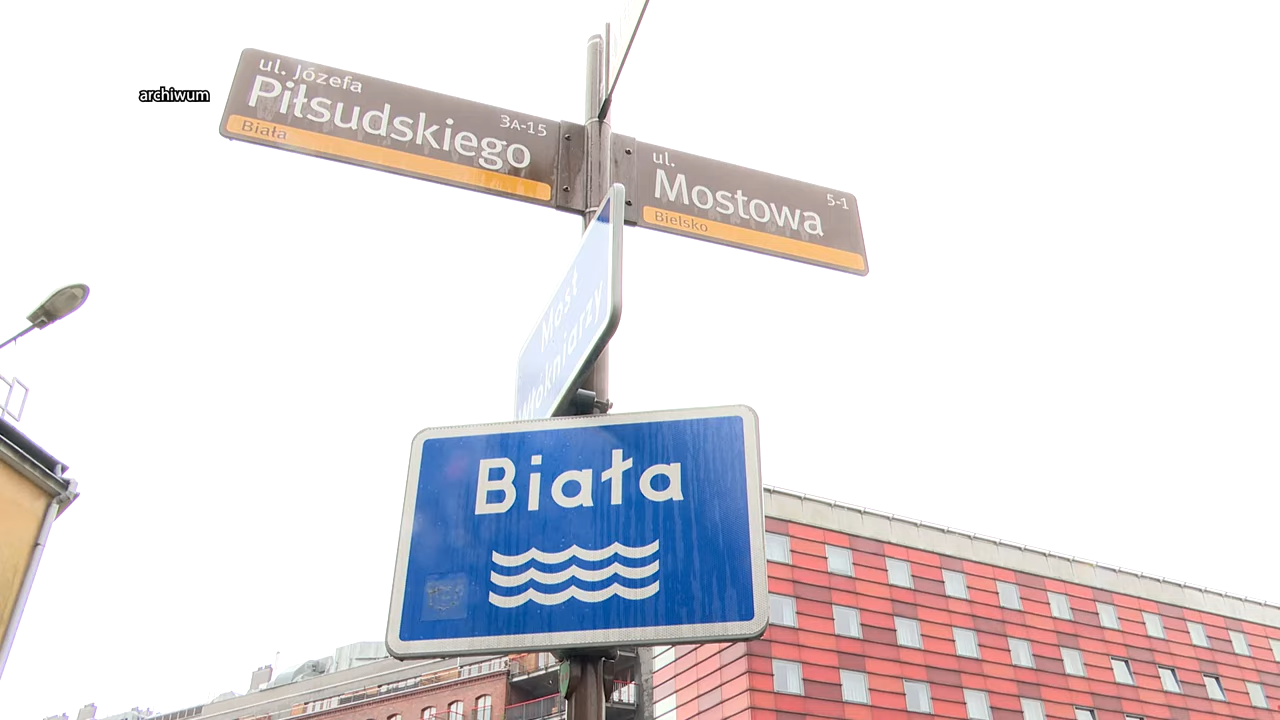 archiwum
ul. Józefa
Piłsudskiego
3A-15
Biała
ul.
Mostowa
5-1
Bielsko
Most
Włókniarzy
Biała